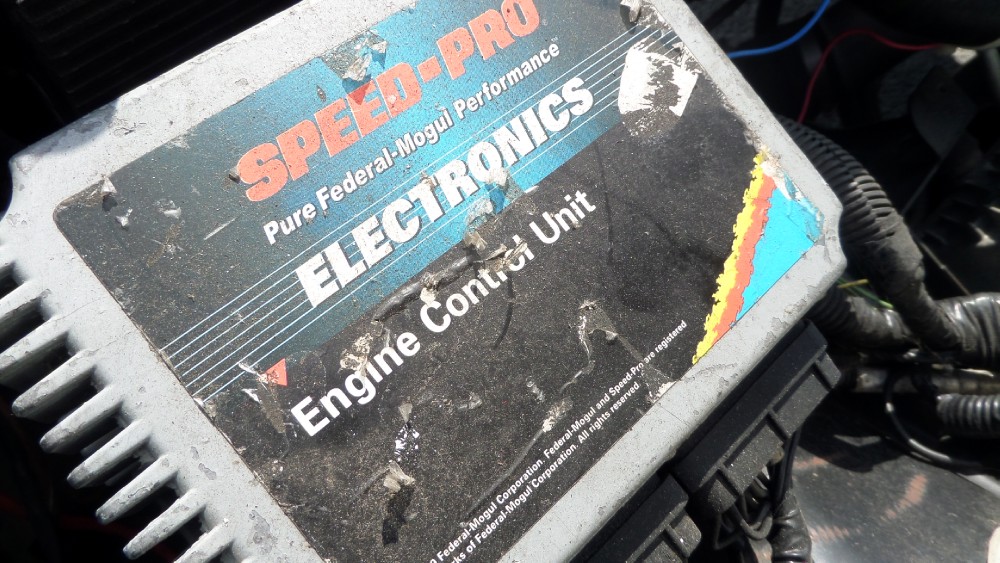 SPEED-PRO
Pure Federal-Mogul Performance™
ELECTRONICS
Engine Control Unit
Federal-Mogul Corporation. Federal-Mogul and Speed-Pro are registered
of Federal-Mogul Corporation. All rights reserved.